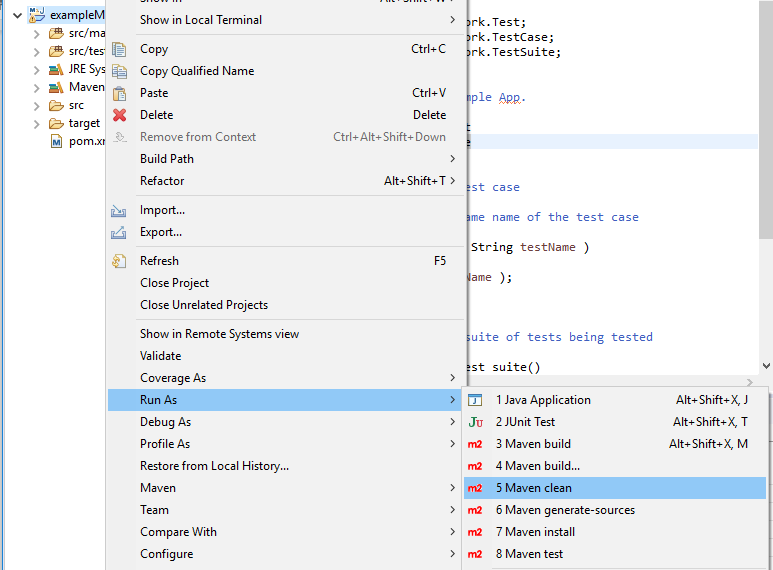 Show in Local Terminal
Copy Ctrl+C
Copy Qualified Name
Paste Ctrl+V
Delete Delete
Remove from Context Ctrl+Alt+Shift+Down
Build Path
Refactor Alt+Shift+T
Import...
Export...
Refresh F5
Close Project
Close Unrelated Projects
Show in Remote Systems view
Validate
Coverage As
Run As
Debug As
Profile As
Restore from Local History...
Maven
Team
Compare With
Configure
1 Java Application Alt+Shift+X, J
2 JUnit Test Alt+Shift+X, T
3 Maven build Alt+Shift+X, M
4 Maven build...
5 Maven clean
6 Maven generate-sources
7 Maven install
8 Maven test
exampleM
src/ma
src/test
JRE Sys
Maven
src
target
pom.xm
ork.Test;
ork.TestCase;
ork.TestSuite;
mple App.
est case
ame name of the test case
String testName )
Name );
suite of tests being tested
est suite()